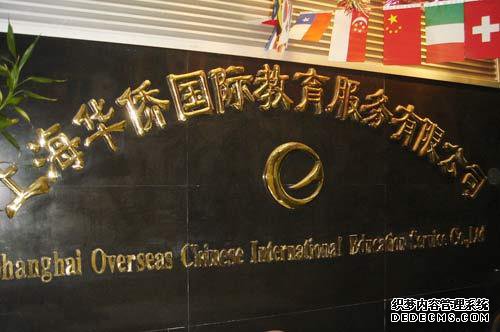 上海华侨国际教育服务有限公司
Shanghai Overseas Chinese International Education Service Co,.Ltd
织梦内容管理系统
DEDECMS.COM